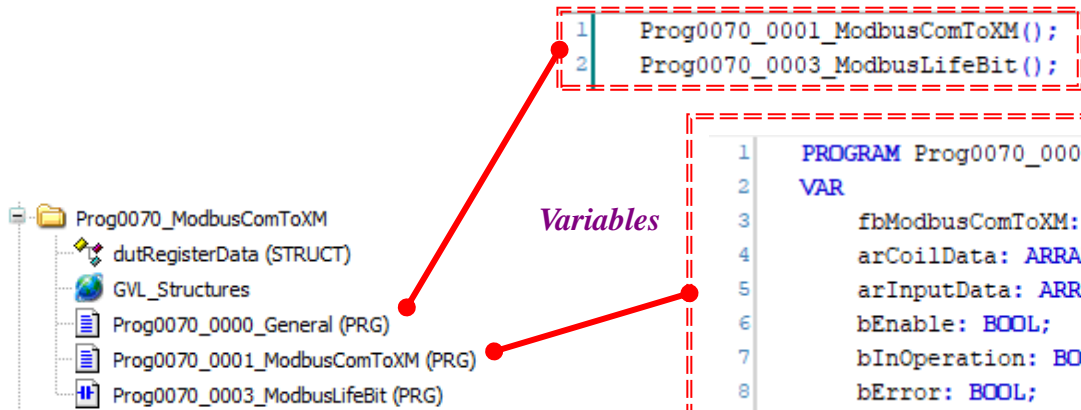 1 Prog0070_0001_ModbusComToXM();
2 Prog0070_0003_ModbusLifeBit();
Prog0070_ModbusComToXM
dutRegisterData (STRUCT)
GVL_Structures
Prog0070_0000_General (PRG)
Prog0070_0001_ModbusComToXM (PRG)
Prog0070_0003_ModbusLifeBit (PRG)
Variables
1 PROGRAM Prog0070_000
2 VAR
3 fbModbusComToXM:
4 arCoilData: ARRA
5 arInputData: ARR
6 bEnable: BOOL;
7 bInOperation: BO
8 bError: BOOL;